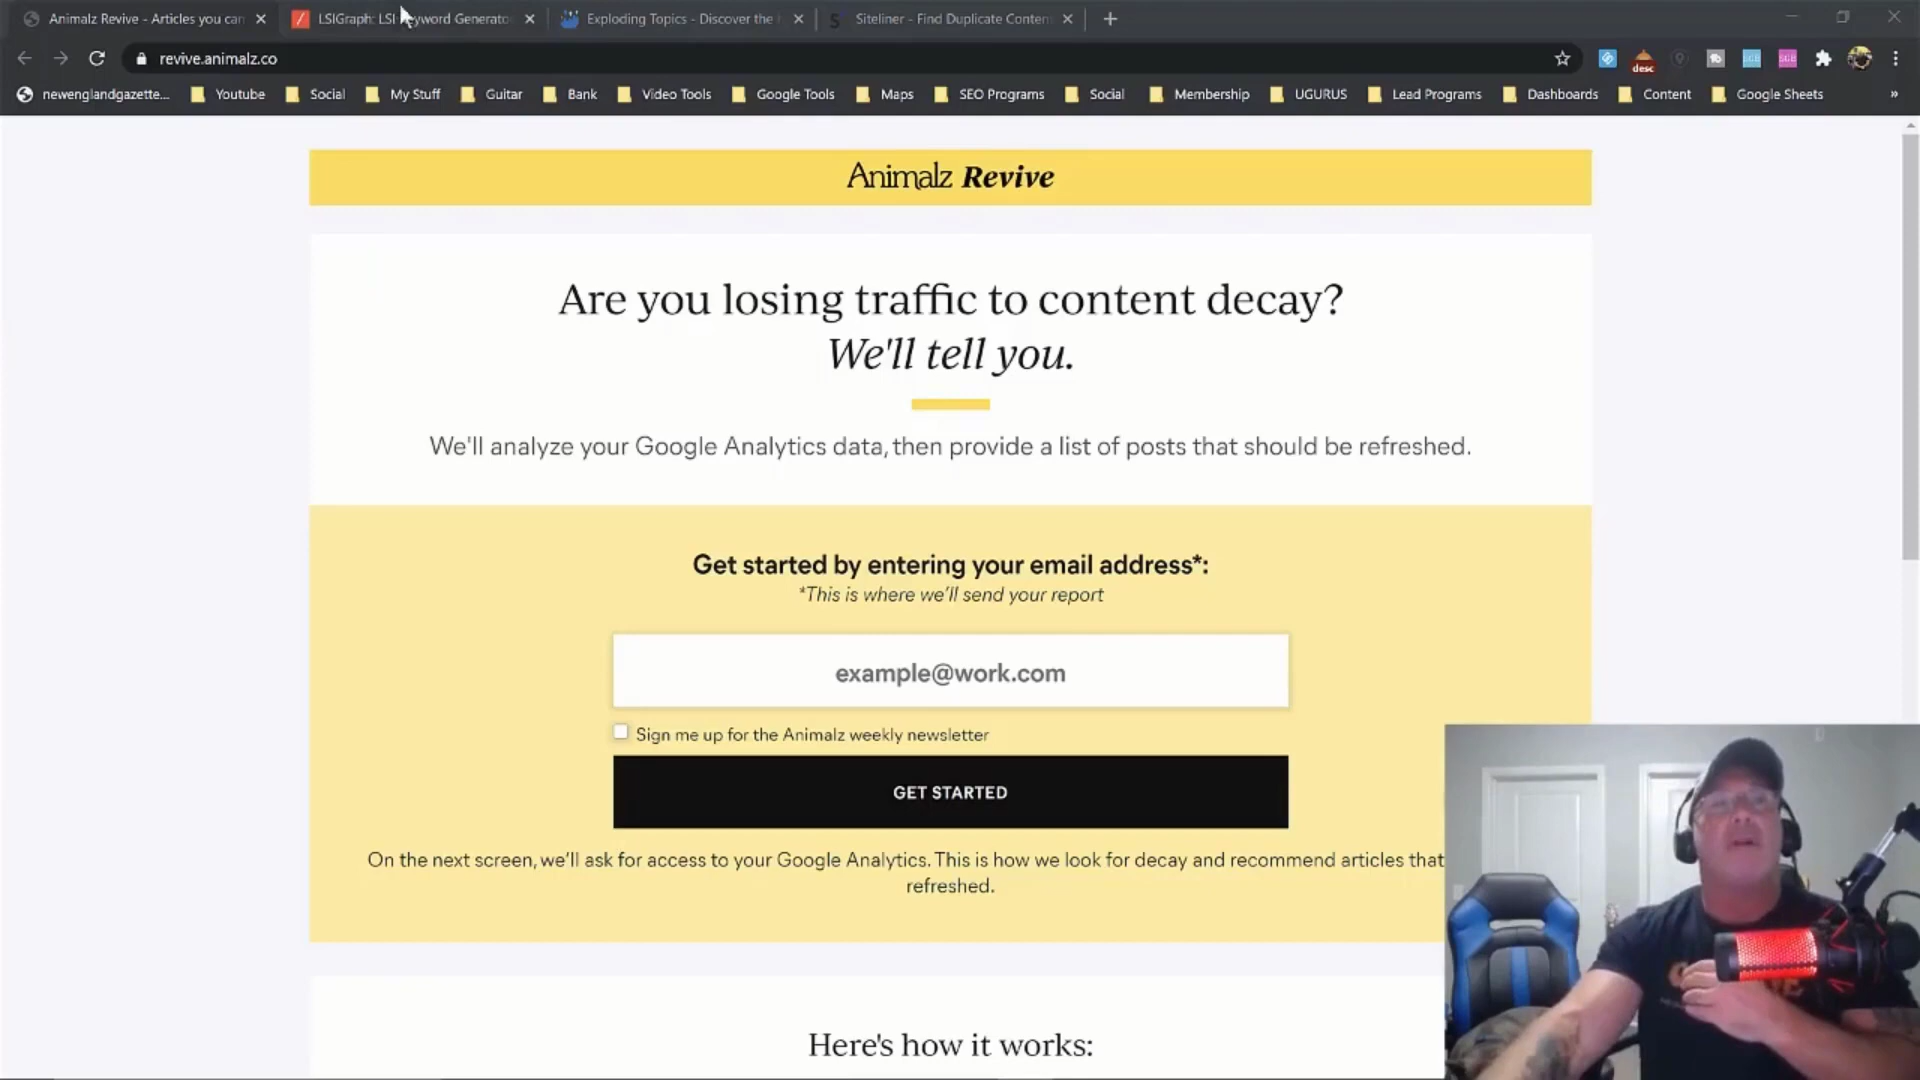 Animalz Revive - Articles you can
LSIGraph: LSI Keyword Generato
Exploding Topics - Discover the
Siteliner - Find Duplicate Conten
revive.animalz.co
desc
newenglandgazette...
Youtube
Social
My Stuff
Guitar
Bank
Video Tools
Google Tools
Maps
SEO Programs
Social
Membership
UGURUS
Lead Programs
Dashboards
Content
Google Sheets
»
Animalz Revive
Are you losing traffic to content decay?
We'll tell you.
We'll analyze your Google Analytics data, then provide a list of posts that should be refreshed.
Get started by entering your email address*:
*This is where we'll send your report
example@work.com
Sign me up for the Animalz weekly newsletter
GET STARTED
On the next screen, we'll ask for access to your Google Analytics. This is how we look for decay and recommend articles that
refreshed.
Here's how it works: